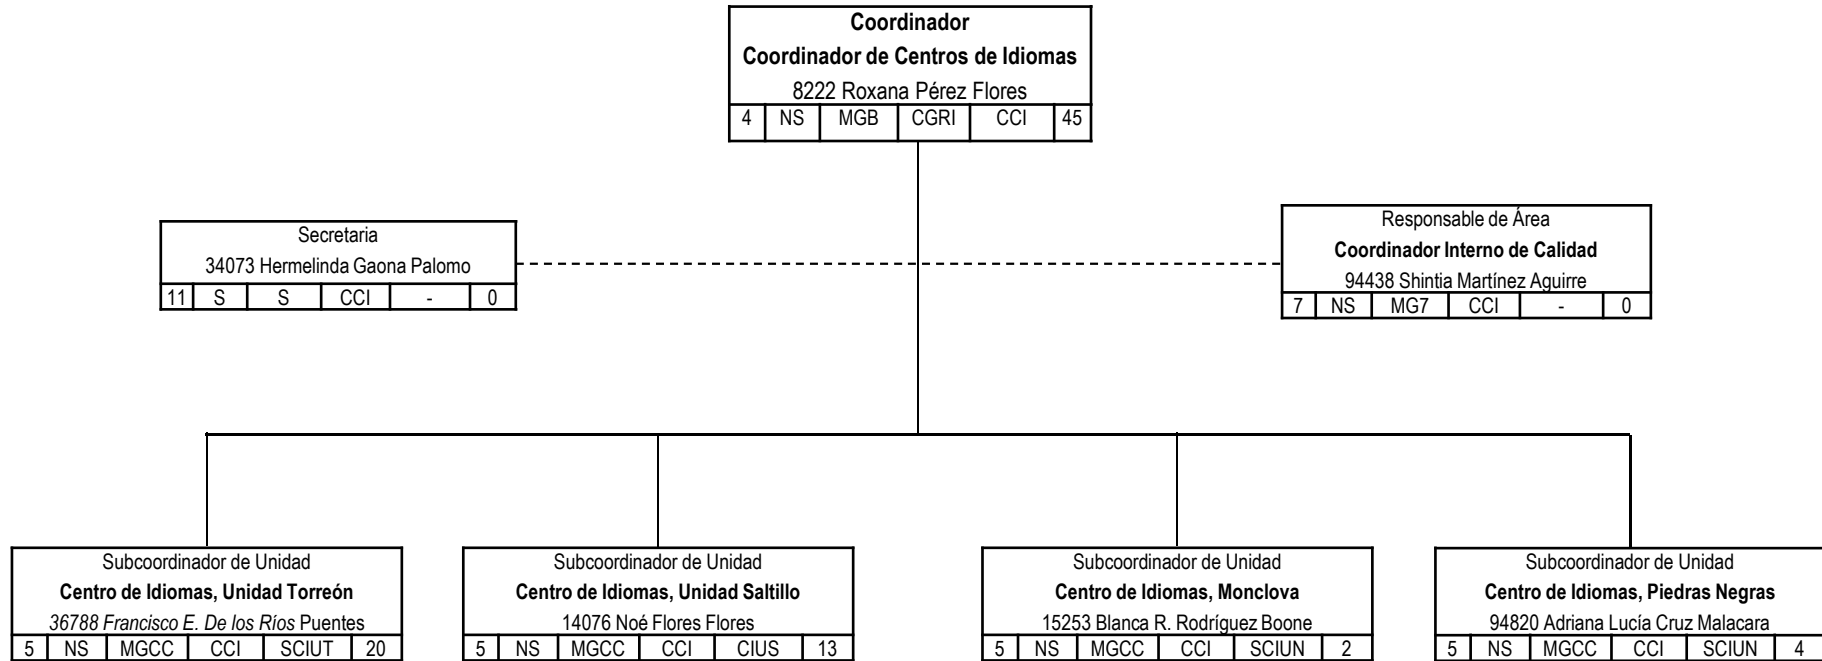 Coordinador
Coordinador de Centros de Idiomas
8222 Roxana Pérez Flores
4 NS MGB CGRI CCI 45
Secretaria
34073 Hermelinda Gaona Palomo
11 S S CCI - 0
Responsable de Área
Coordinador Interno de Calidad
94438 Shintia Martínez Aguirre
7 NS MG7 CCI - 0
Subcoordinador de Unidad
Centro de Idiomas, Unidad Torreón
36788 Francisco E. De los Ríos Puentes
5 NS MGCC CCI SCIUT 20
Subcoordinador de Unidad
Centro de Idiomas, Unidad Saltillo
14076 Noé Flores Flores
5 NS MGCC CCI CIUS 13
Subcoordinador de Unidad
Centro de Idiomas, Monclova
15253 Blanca R. Rodríguez Boone
5 NS MGCC CCI SCIUN 2
Subcoordinador de Unidad
Centro de Idiomas, Piedras Negras
94820 Adriana Lucía Cruz Malacara
5 NS MGCC CCI SCIUN 4